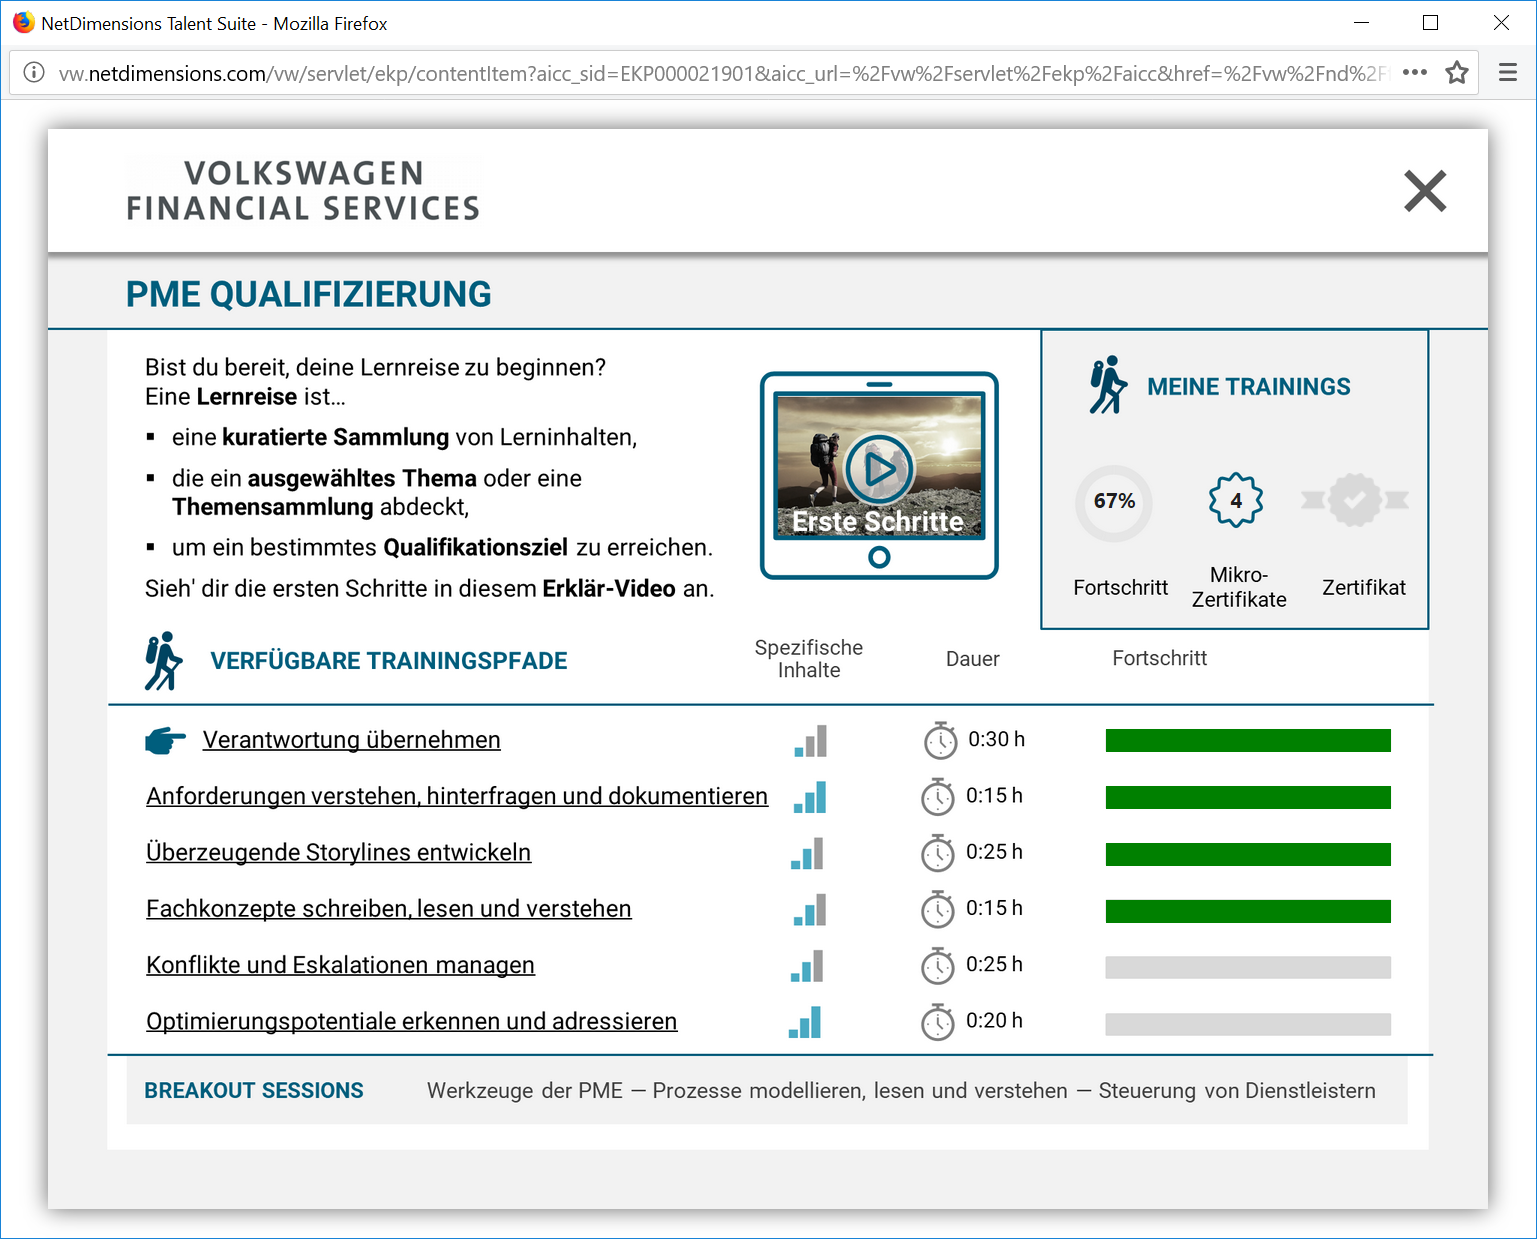 NetDimensions Talent Suite - Mozilla Firefox
vw.netdimensions.com/vw/servlet/ekp/contentItem?aicc_sid=EKP000021901&aicc_url=%2Fvw%2Fservlet%2Fekp%2Faicc&href=%2Fvw%2Fnd%2F
VOLKSWAGEN
FINANCIAL SERVICES
PME QUALIFIZIERUNG
Bist du bereit, deine Lernreise zu beginnen?
Eine Lernreise ist...
▪ eine kuratierte Sammlung von Lerninhalten,
▪ die ein ausgewähltes Thema oder eine
Themensammlung abdeckt,
▪ um ein bestimmtes Qualifikationsziel zu erreichen.
Sieh' dir die ersten Schritte in diesem Erklär-Video an.
Erste Schritte
MEINE TRAININGS
67% 4
Fortschritt Mikro-
Zertifikate Zertifikat
VERFÜGBARE TRAININGSPFADE
Spezifische
Inhalte
Dauer
Fortschritt
Verantwortung übernehmen 0:30 h
Anforderungen verstehen, hinterfragen und dokumentieren 0:15 h
Überzeugende Storylines entwickeln 0:25 h
Fachkonzepte schreiben, lesen und verstehen 0:15 h
Konflikte und Eskalationen managen 0:25 h
Optimierungspotentiale erkennen und adressieren 0:20 h
BREAKOUT SESSIONS Werkzeuge der PME — Prozesse modellieren, lesen und verstehen — Steuerung von Dienstleistern